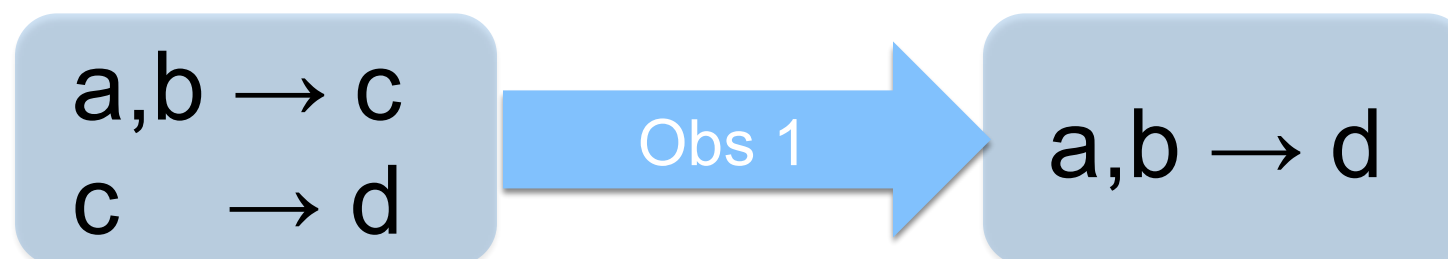 a,b → c
c → d
Obs 1
a,b → d